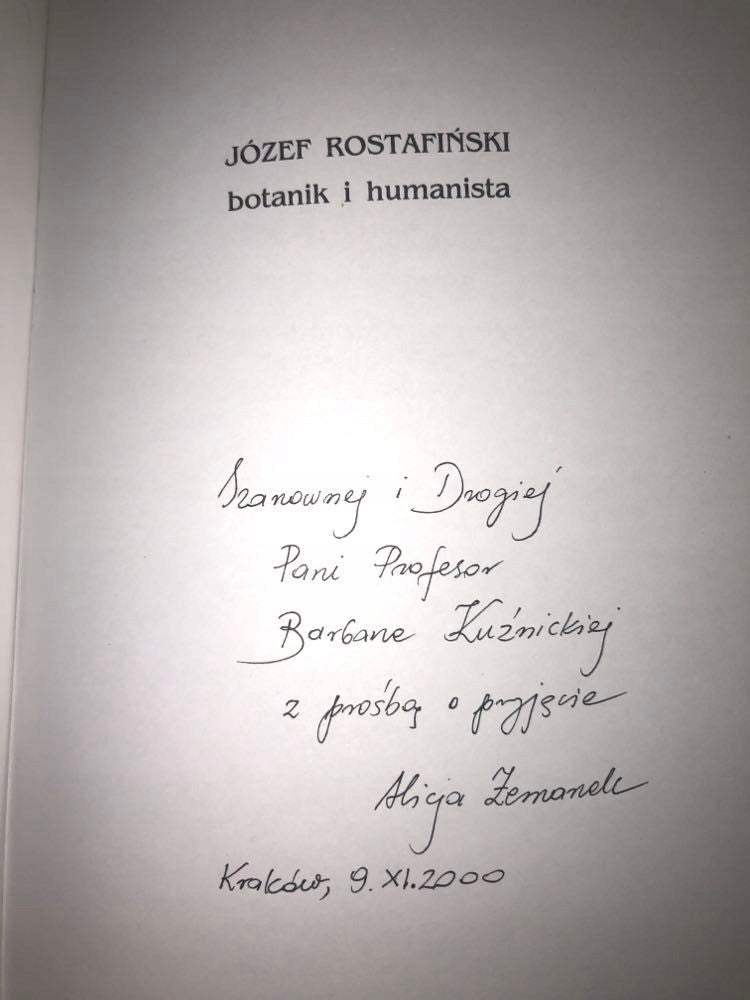 JÓZEF ROSTAFIŃSKI
botanik i humanista
Szanownej i Drogiej
Pani Profesor
Barbarze Kuźnickiej
z prośbą o przyjęcie
Alicja Zemanek
Kraków, 9. XI. 2000